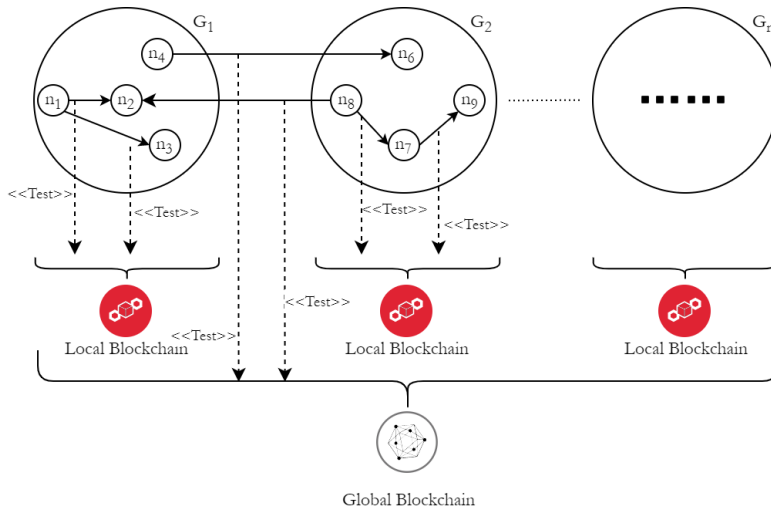 G1
G2
Gn
n4
n6
n1
n2
n8
n9
n3
n7
<<Test>>
<<Test>>
<<Test>>
<<Test>>
<<Test>>
<<Test>>
Local Blockchain
Local Blockchain
Local Blockchain
Global Blockchain